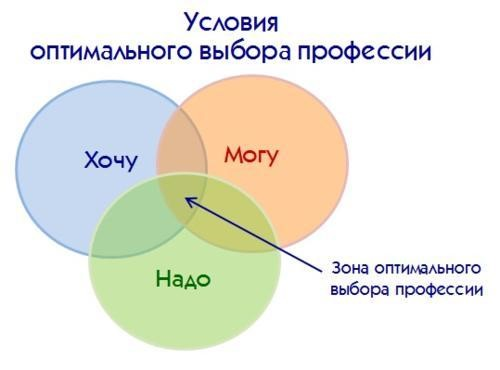 Условия
оптимального выбора профессии
Хочу
Могу
Надо
Зона оптимального
выбора профессии